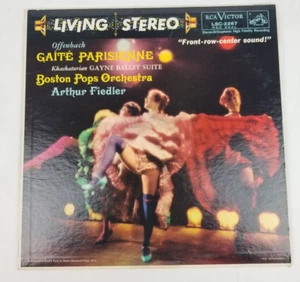 LIVING STEREO
RCA VICTOR
LSC-2267
"Front-row-center sound!"
Offenbach
GAÎTÉ PARISIENNE
Khachaturian GAYNE BALLET SUITE
Boston Pops Orchestra
Arthur Fiedler